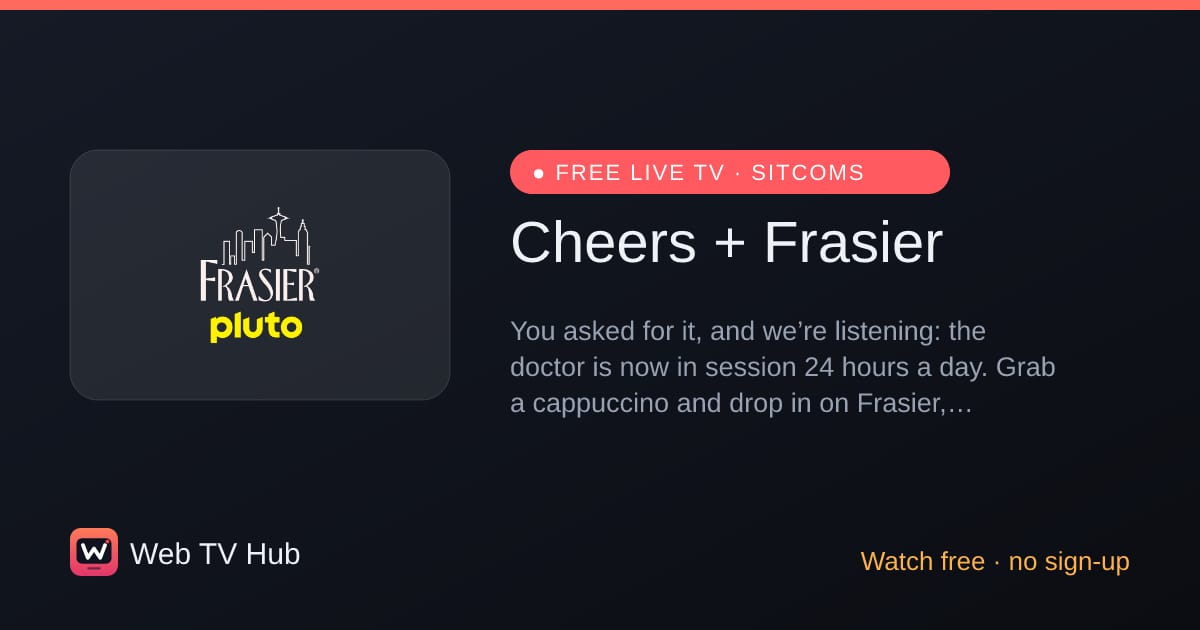 FREE LIVE TV · SITCOMS
Cheers + Frasier
FRASIER®
pluto
You asked for it, and we’re listening: the
doctor is now in session 24 hours a day. Grab
a cappuccino and drop in on Frasier,…
W
Web TV Hub
Watch free · no sign-up